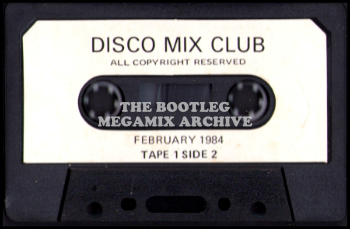 DISCO MIX CLUB
ALL COPYRIGHT RESERVED
THE BOOTLEG
MEGAMIX ARCHIVE
FEBRUARY 1984
TAPE 1 SIDE 2